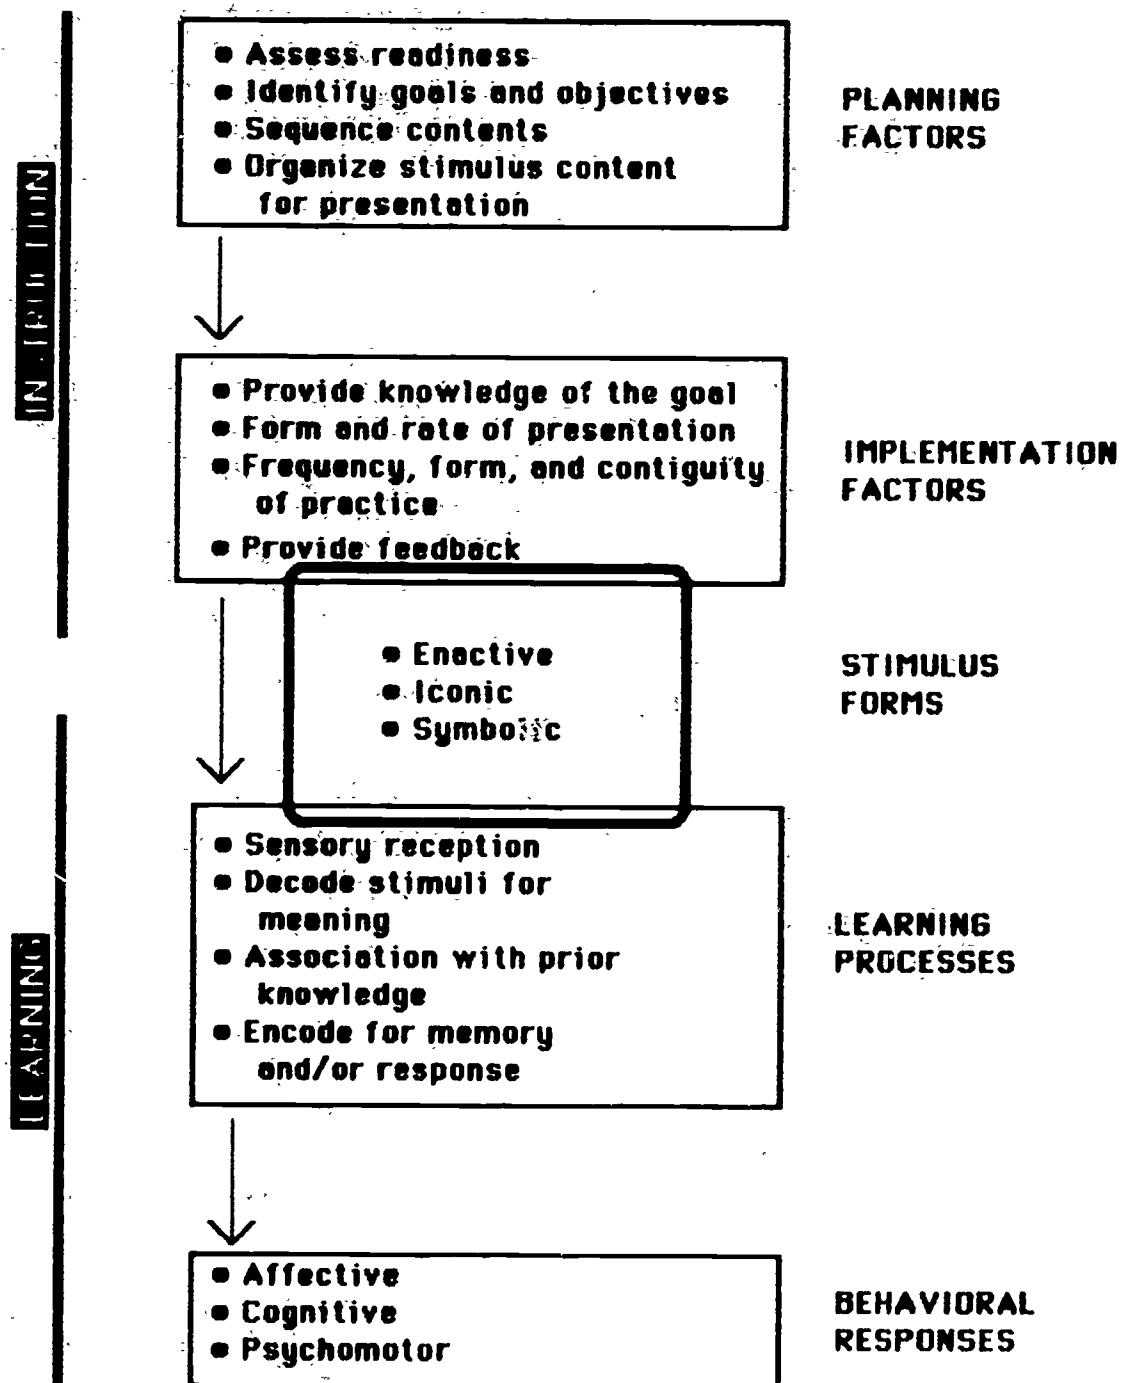 • Assess readiness
• Identify goals and objectives
• Sequence contents
• Organize stimulus content
for presentation
PLANNING
FACTORS
• Provide knowledge of the goal
• Form and rate of presentation
• Frequency, form, and contiguity
of practice
• Provide feedback
IMPLEMENTATION
FACTORS
• Enactive
• Iconic
• Symbolic
STIMULUS
FORMS
• Sensory reception
• Decode stimuli for
meaning
• Association with prior
knowledge
• Encode for memory
and/or response
LEARNING
PROCESSES
LEARNING
• Affective
• Cognitive
• Psychomotor
BEHAVIORAL
RESPONSES